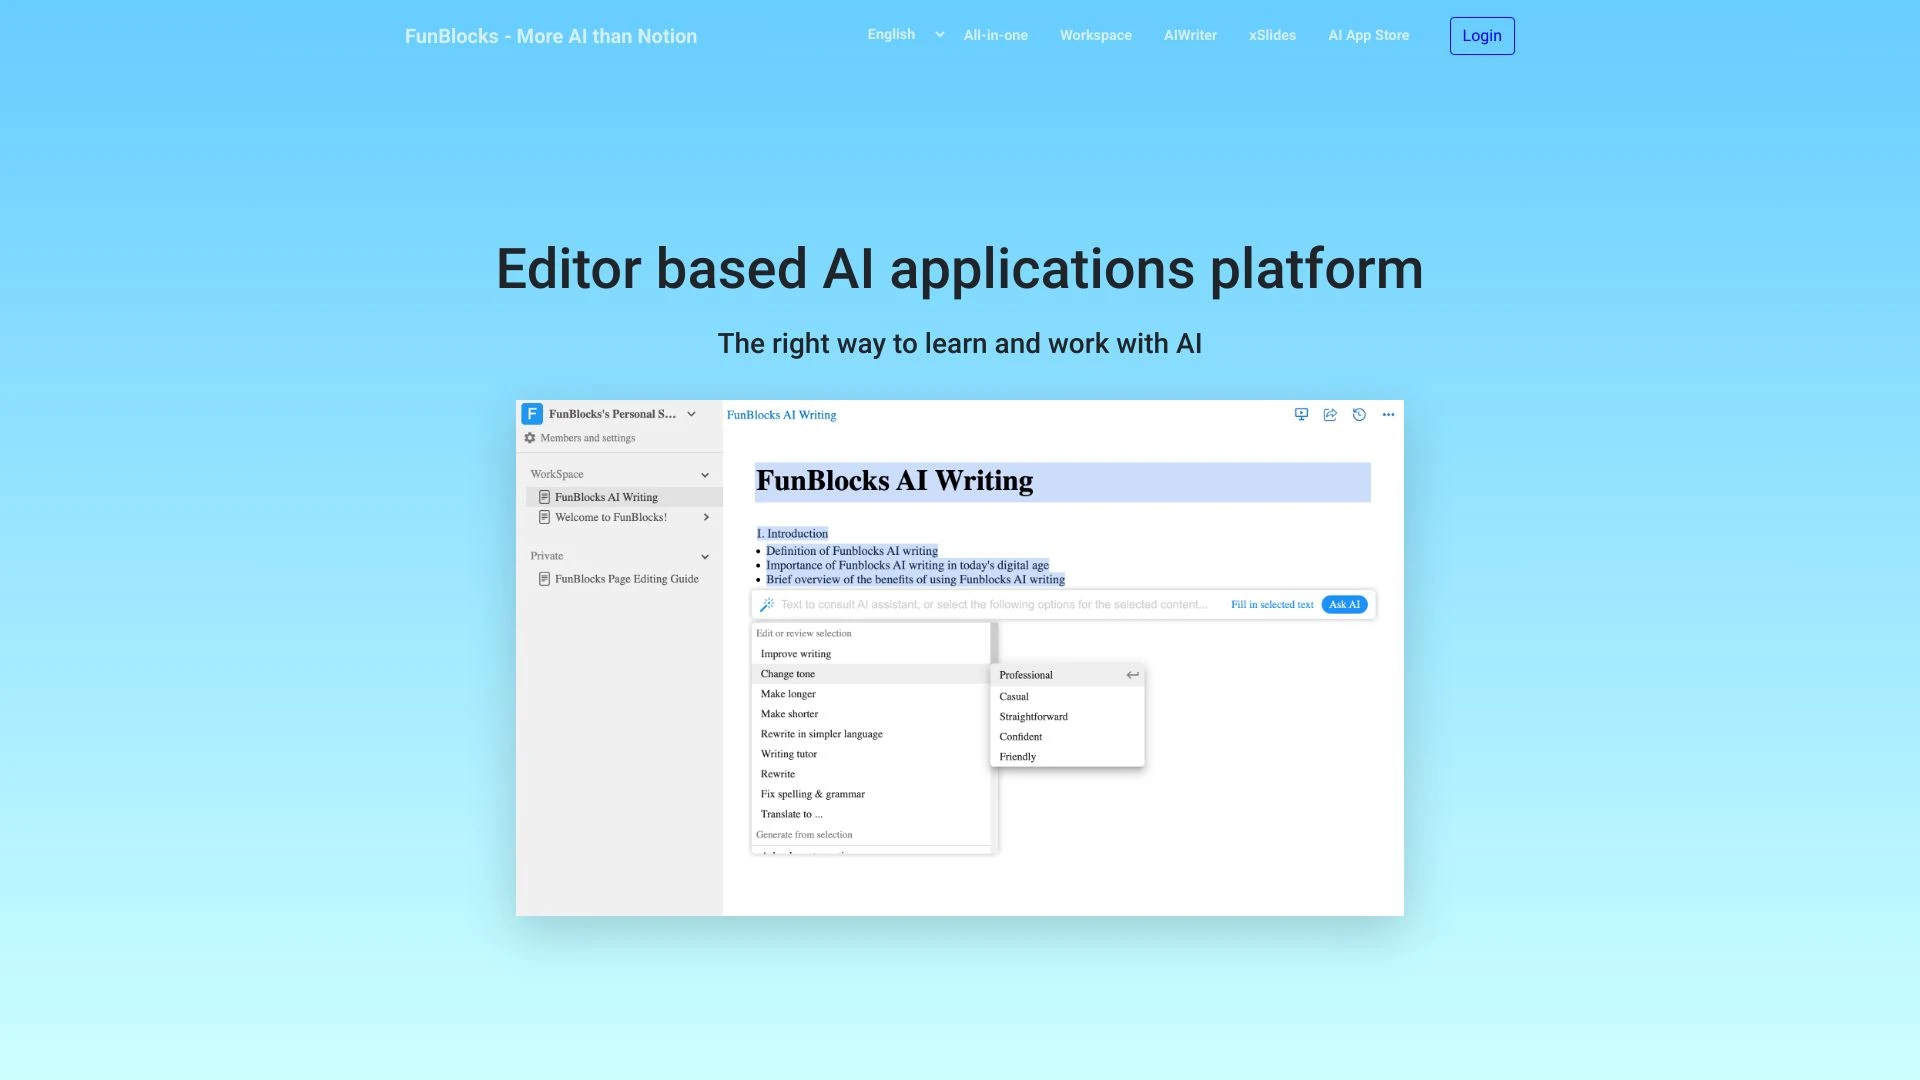 FunBlocks - More AI than Notion
English
All-in-one
Workspace
AIWriter
xSlides
AI App Store
Login
Editor based AI applications platform
The right way to learn and work with AI
F FunBlocks's Personal S...
Members and settings
WorkSpace
FunBlocks AI Writing
Welcome to FunBlocks!
Private
FunBlocks Page Editing Guide
FunBlocks AI Writing
FunBlocks AI Writing
I. Introduction
• Definition of Funblocks AI writing
• Importance of Funblocks AI writing in today's digital age
• Brief overview of the benefits of using Funblocks AI writing
Text to consult AI assistant, or select the following options for the selected content...
Fill in selected text
Ask AI
Edit or review selection
Improve writing
Change tone
Make longer
Make shorter
Rewrite in simpler language
Writing tutor
Rewrite
Fix spelling & grammar
Translate to ...
Generate from selection
Professional
Casual
Straightforward
Confident
Friendly